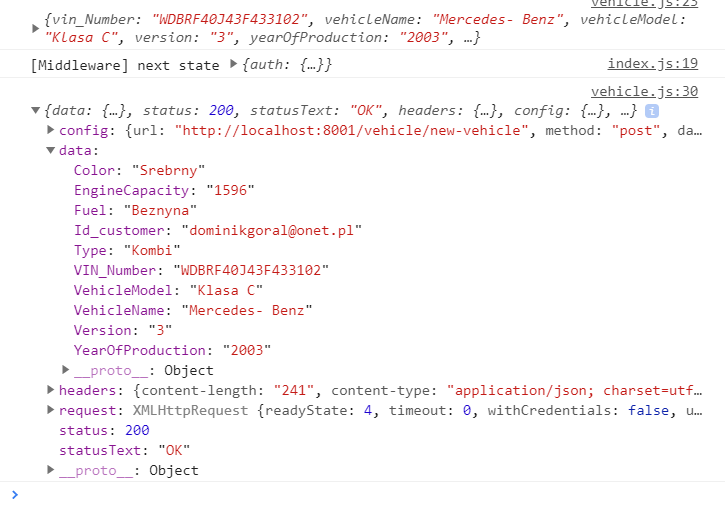 vehicle.js:23
{vin_Number: "WDBRF40J43F433102", vehicleName: "Mercedes- Benz", vehicleModel:
"Klasa C", version: "3", yearOfProduction: "2003", …}
[Middleware] next state {auth: {…}} index.js:19
vehicle.js:30
{data: {…}, status: 200, statusText: "OK", headers: {…}, config: {…}, …} i
config: {url: "http://localhost:8001/vehicle/new-vehicle", method: "post", da…
data:
Color: "Srebrny"
EngineCapacity: "1596"
Fuel: "Beznyna"
Id_customer: "dominikgoral@onet.pl"
Type: "Kombi"
VIN_Number: "WDBRF40J43F433102"
VehicleModel: "Klasa C"
VehicleName: "Mercedes- Benz"
Version: "3"
YearOfProduction: "2003"
__proto__: Object
headers: {content-length: "241", content-type: "application/json; charset=utf…
request: XMLHttpRequest {readyState: 4, timeout: 0, withCredentials: false, u…
status: 200
statusText: "OK"
__proto__: Object